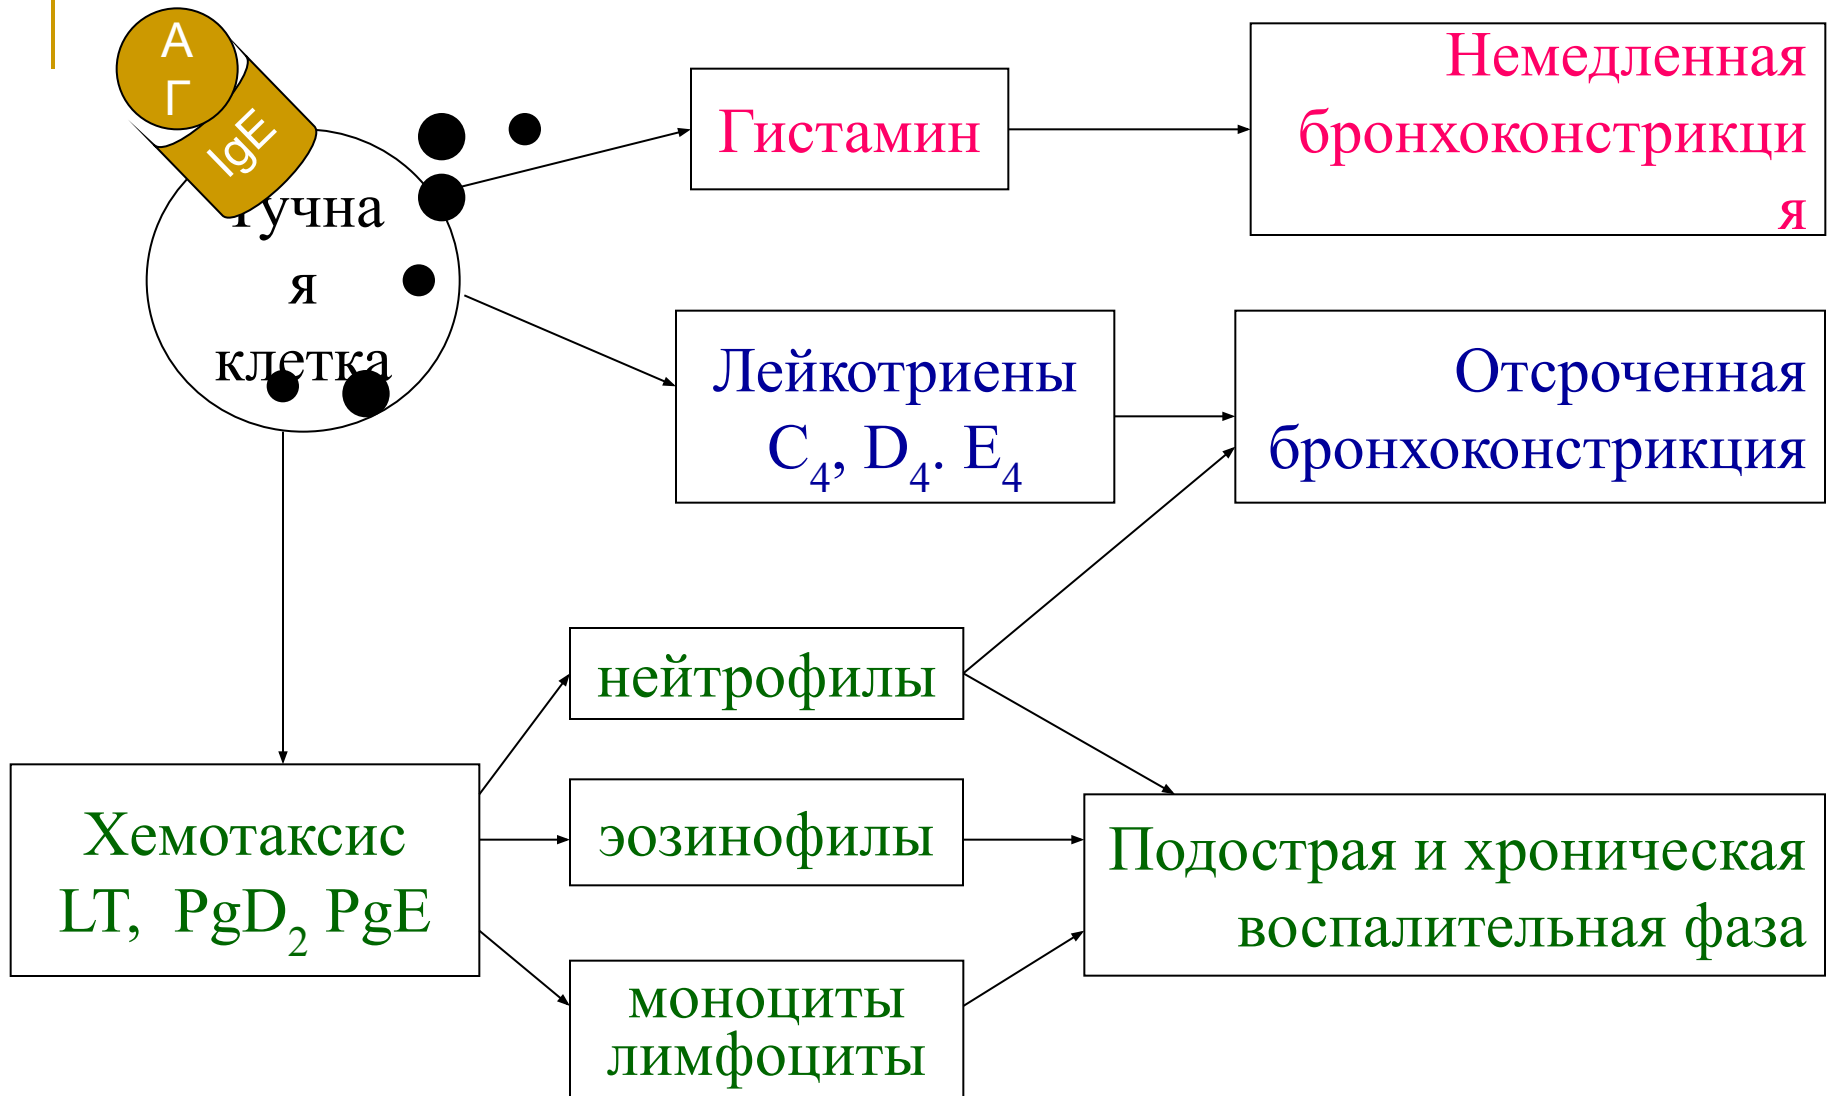 А
Г
IgE
Тучна
я
клетка
Гистамин
Немедленная
бронхоконстрикци
я
Лейкотриены
C4, D4. E4
Отсроченная
бронхоконстрикция
нейтрофилы
Хемотаксис
LT, PgD2 PgE
эозинофилы
Подострая и хроническая
воспалительная фаза
моноциты
лимфоциты